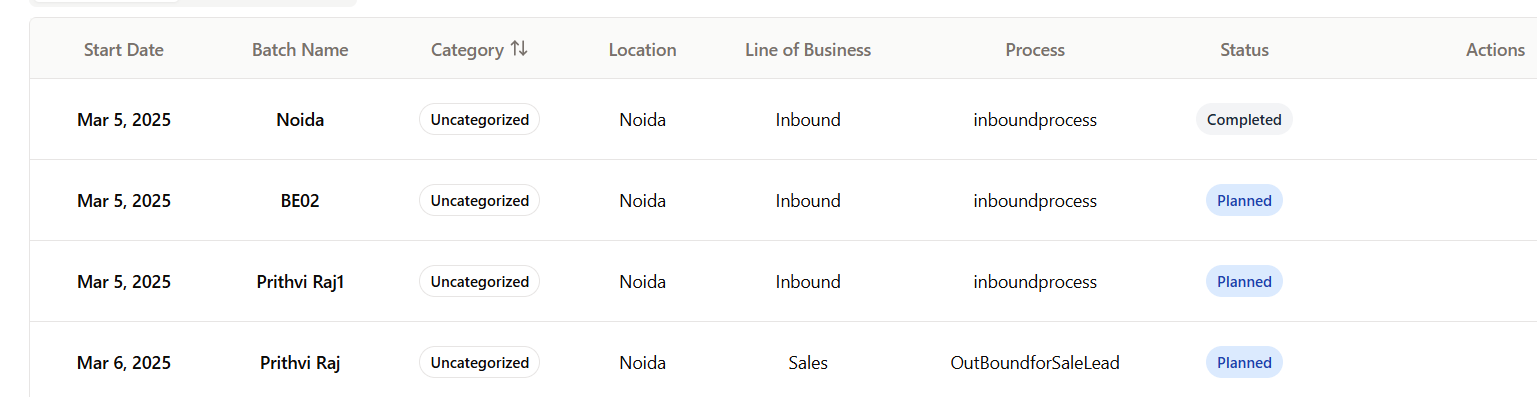 Start Date Batch Name Category Location Line of Business Process Status Actions
Mar 5, 2025 Noida Uncategorized Noida Inbound inboundprocess Completed
Mar 5, 2025 BE02 Uncategorized Noida Inbound inboundprocess Planned
Mar 5, 2025 Prithvi Raj1 Uncategorized Noida Inbound inboundprocess Planned
Mar 6, 2025 Prithvi Raj Uncategorized Noida Sales OutBoundforSaleLead Planned